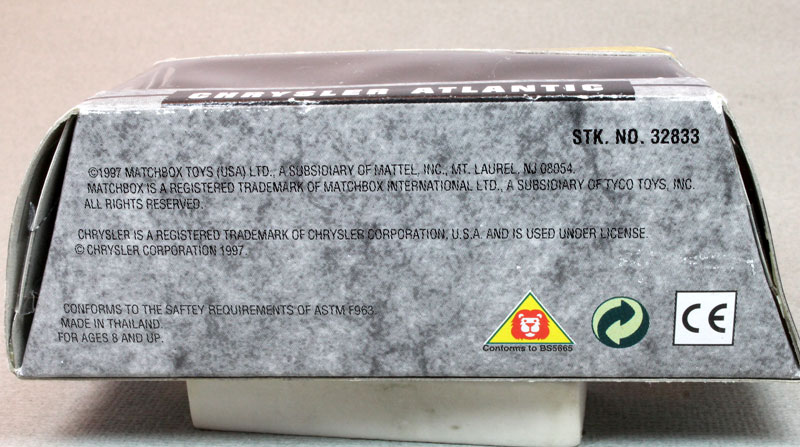 CHRYSLER ATLANTIC
STK. NO. 32833
©1997 MATCHBOX TOYS (USA) LTD., A SUBSIDIARY OF MATTEL, INC., MT. LAUREL, NJ 08054.
MATCHBOX IS A REGISTERED TRADEMARK OF MATCHBOX INTERNATIONAL LTD., A SUBSIDIARY OF TYCO TOYS, INC.
ALL RIGHTS RESERVED.
CHRYSLER IS A REGISTERED TRADEMARK OF CHRYSLER CORPORATION, U.S.A. AND IS USED UNDER LICENSE.
© CHRYSLER CORPORATION 1997.
CONFORMS TO THE SAFTEY REQUIREMENTS OF ASTM F963.
MADE IN THAILAND.
FOR AGES 8 AND UP.
Conforms to BS5665
CE